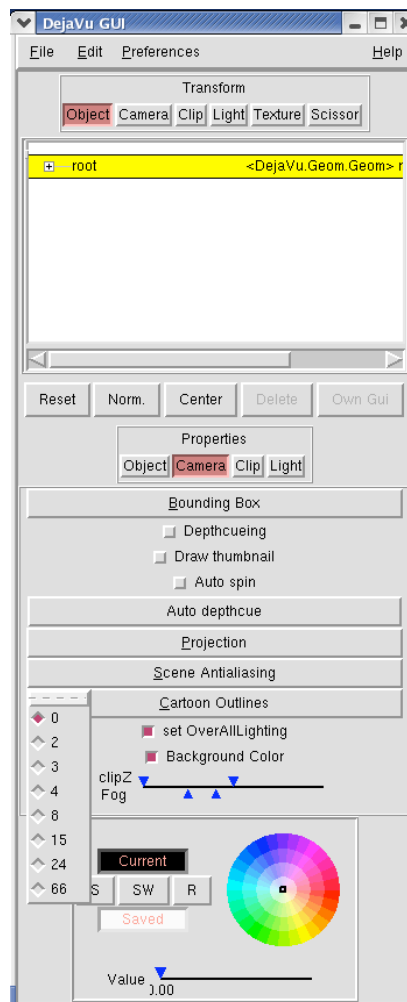 DejaVu GUI
File Edit Preferences Help
Transform
Object Camera Clip Light Texture Scissor
root <DejaVu.Geom.Geom> r
Reset Norm. Center Delete Own Gui
Properties
Object Camera Clip Light
Bounding Box
Depthcueing
Draw thumbnail
Auto spin
Auto depthcue
Projection
Scene Antialiasing
Cartoon Outlines
0
set OverAllLighting
2
Background Color
3
clipZ
4
Fog
8
15
24
Current
66
S SW R
Saved
Value
0.00